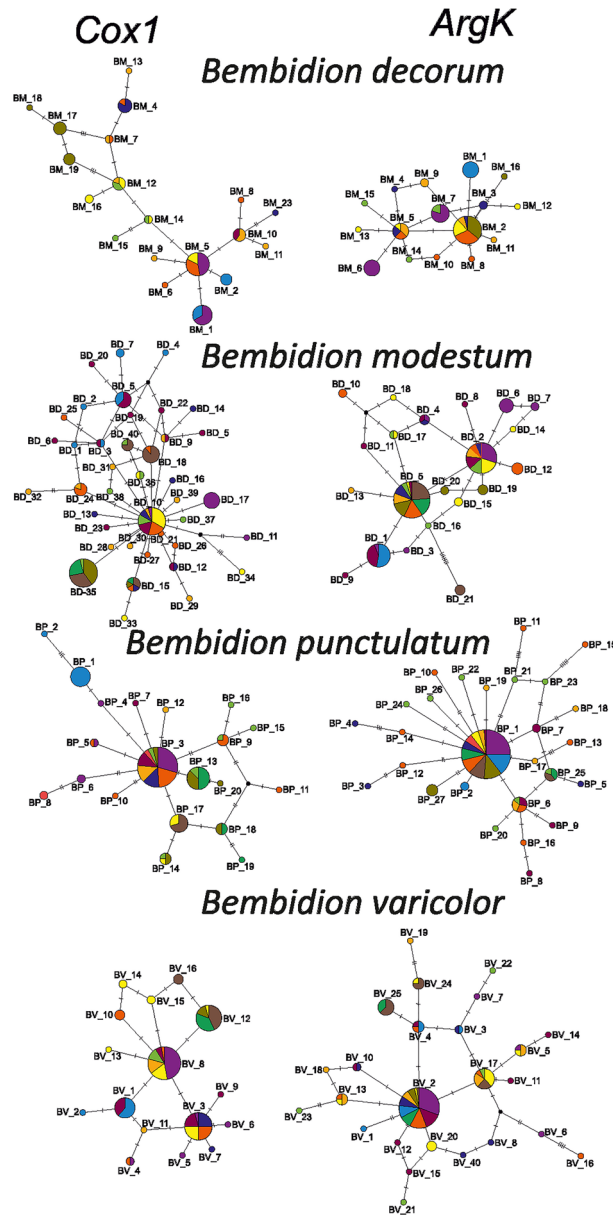 Cox1
ArgK
Bembidion decorum
BM_13
BM_18
BM_17
BM_4
BM_7
BM_19
BM_12
BM_16
BM_14
BM_15
BM_8
BM_23
BM_10
BM_11
BM_9
BM_5
BM_2
BM_6
BM_1
BM_1
BM_9
BM_16
BM_4
BM_15
BM_7
BM_3
BM_12
BM_5
BM_2
BM_13
BM_14
BM_11
BM_10
BM_8
BM_6
Bembidion modestum
BD_7
BD_4
BD_20
BD_5
BD_2
BD_22
BD_14
BD_25
BD_19
BD_5
BD_40
BD_9
BD_6
BD_3
BD_1
BD_18
BD_31
BD_16
BD_36
BD_32
BD_24
BD_38
BD_39
BD_17
BD_10
BD_13
BD_37
BD_23
BD_21
BD_11
BD_30
BD_28
BD_26
BD-27
BD_12
BD_34
BD-35
BD_15
BD_29
BD_33
BD_10
BD_18
BD_6
BD_7
BD_4
BD_8
BD_17
BD_2
BD_14
BD_11
BD_12
BD_5
BD_20
BD_19
BD_13
BD_15
BD_16
BD_1
BD_3
BD_9
BD_21
Bembidion punctulatum
BP_2
BP_1
BP_4
BP_7
BP_12
BP_16
BP_15
BP_5
BP_3
BP_9
BP_13
BP_6
BP_20
BP_11
BP_8
BP_10
BP_17
BP_18
BP_14
BP_19
BP_11
BP_15
BP_10
BP_22
BP_19
BP_21
BP_23
BP_26
BP_24
BP_1
BP_18
BP_4
BP_7
BP_14
BP_13
BP_17
BP_12
BP_25
BP_3
BP_2
BP_5
BP_27
BP_6
BP_20
BP_9
BP_16
BP_8
Bembidion varicolor
BV_14
BV_16
BV_15
BV_10
BV_12
BV_13
BV_8
BV_1
BV_9
BV_3
BV_2
BV_11
BV_6
BV_4
BV_5
BV_7
BV_19
BV_24
BV_22
BV_25
BV_7
BV_4
BV_3
BV_14
BV_10
BV_17
BV_5
BV_18
BV_2
BV_11
BV_13
BV_23
BV_1
BV_20
BV_6
BV_12
BV_8
BV_40
BV_15
BV_16
BV_21